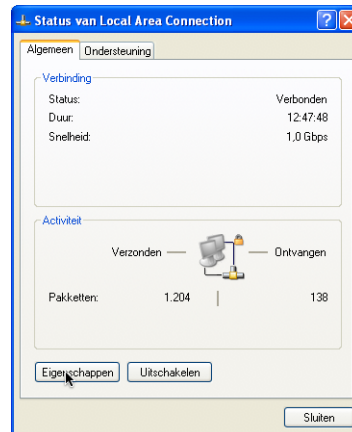 Status van Local Area Connection
Algemeen Ondersteuning
Verbinding
Status: Verbonden
Duur: 12:47:48
Snelheid: 1,0 Gbps
Activiteit
Verzonden Ontvangen
Pakketten: 1.204 138
Eigenschappen Uitschakelen
Sluiten